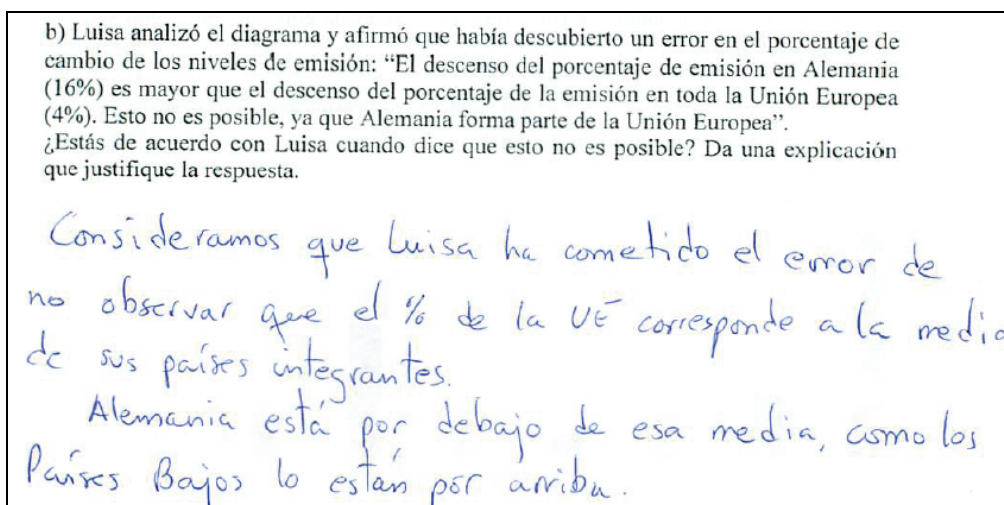 b) Luisa analizó el diagrama y afirmó que había descubierto un error en el porcentaje de
cambio de los niveles de emisión: “El descenso del porcentaje de emisión en Alemania
(16%) es mayor que el descenso del porcentaje de la emisión en toda la Unión Europea
(4%). Esto no es posible, ya que Alemania forma parte de la Unión Europea”.
¿Estás de acuerdo con Luisa cuando dice que esto no es posible? Da una explicación
que justifique la respuesta.
Consideramos que Luisa ha cometido el error de
no observar que el % de la UE corresponde a la media
de sus países integrantes.
Alemania está por debajo de esa media, como los
Países Bajos lo están por arriba.